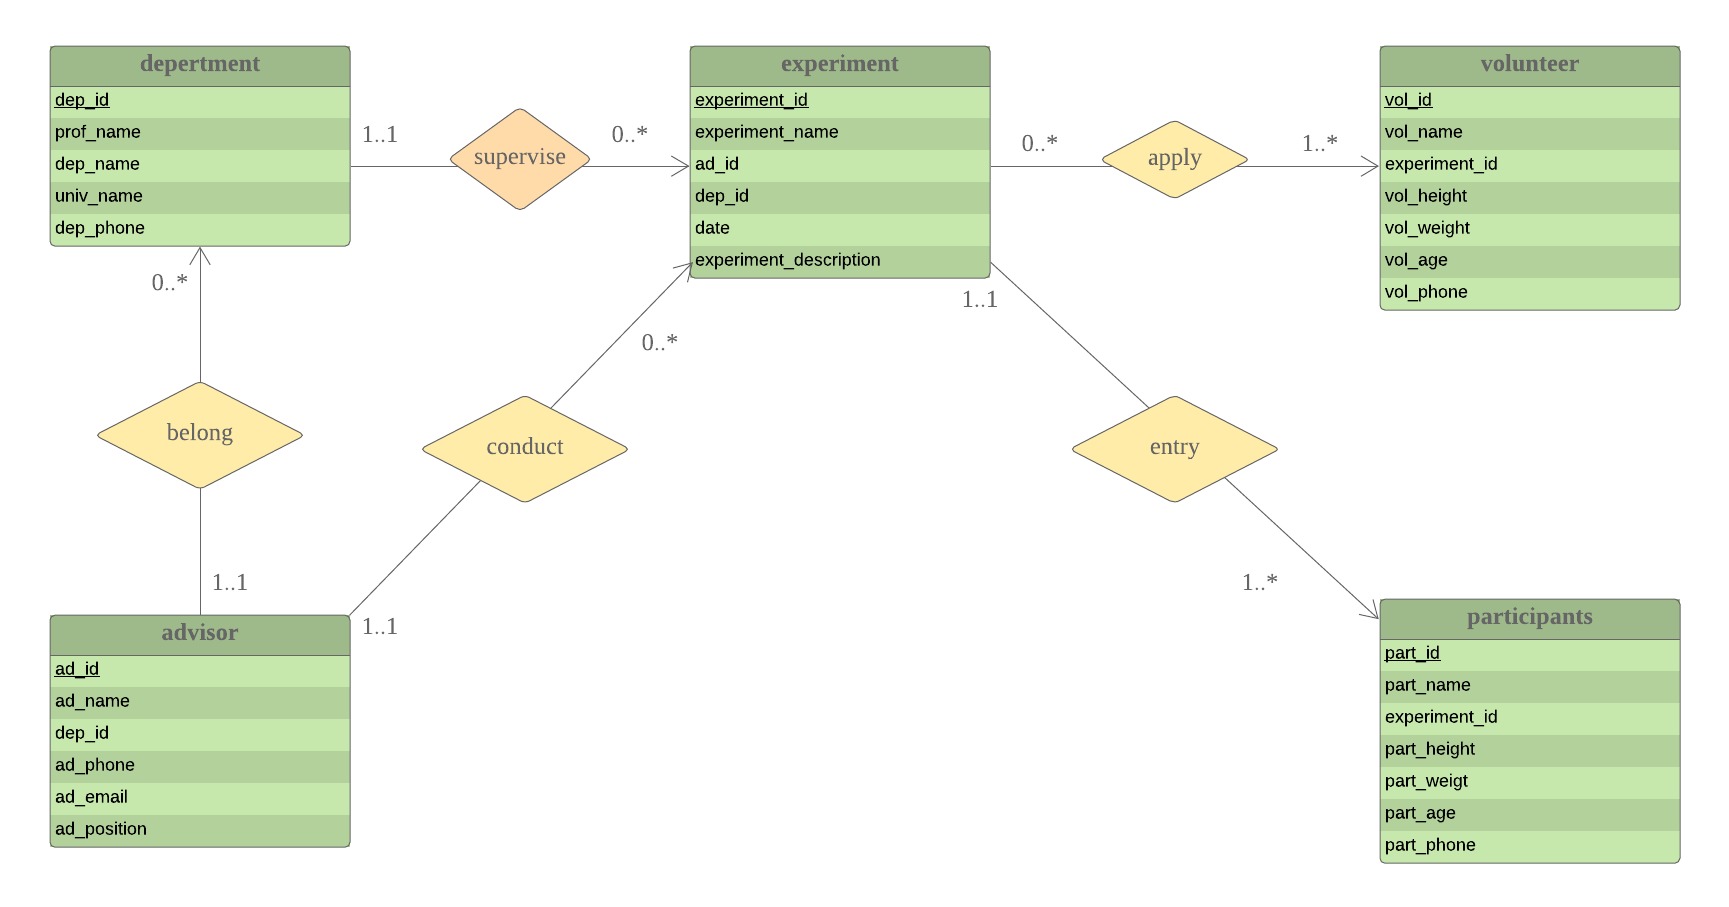 depertment
dep_id
prof_name
dep_name
univ_name
dep_phone
1..1
supervise
0..*
experiment
experiment_id
experiment_name
ad_id
dep_id
date
experiment_description
0..*
apply
1..*
volunteer
vol_id
vol_name
experiment_id
vol_height
vol_weight
vol_age
vol_phone
0..*
belong
1..1
0..*
conduct
1..1
1..1
entry
1..*
advisor
ad_id
ad_name
dep_id
ad_phone
ad_email
ad_position
participants
part_id
part_name
experiment_id
part_height
part_weigt
part_age
part_phone